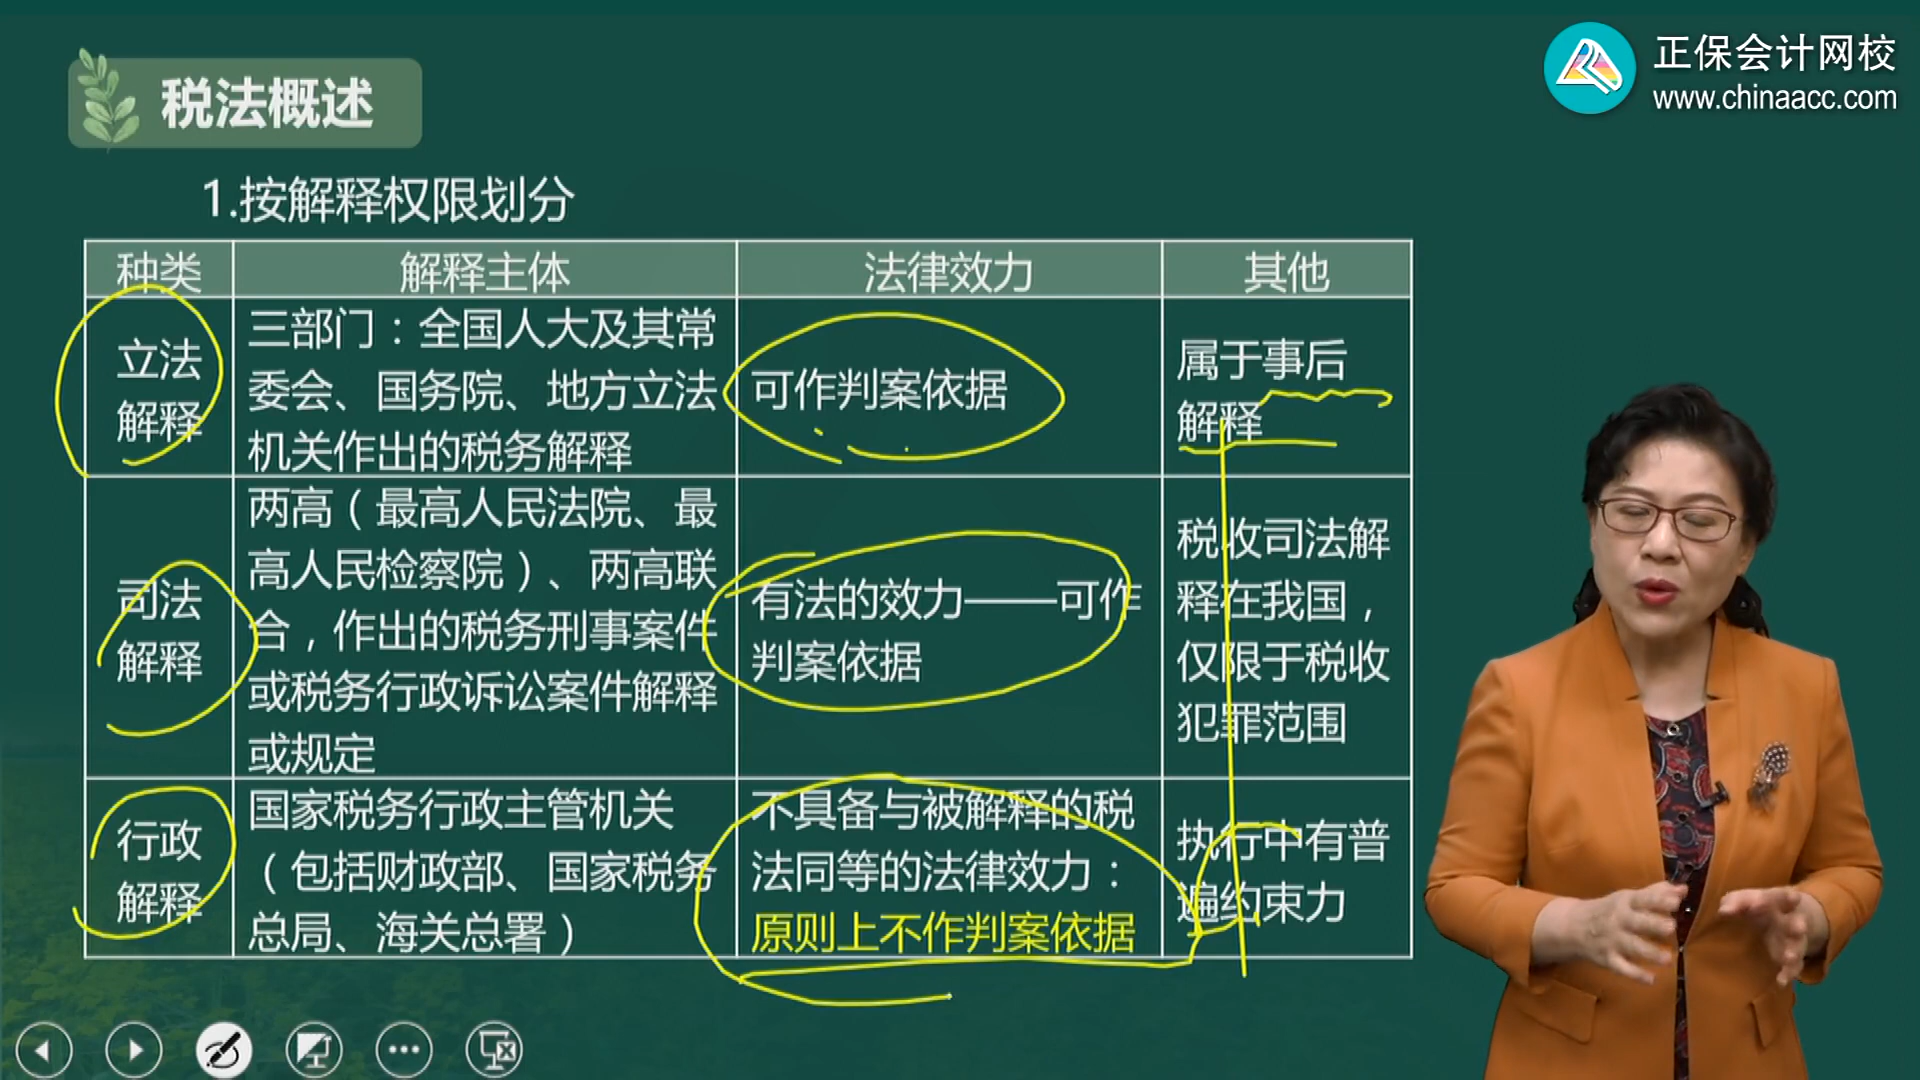 正保会计网校
www.chinaacc.com
税法概述
1.按解释权限划分
种类
解释主体
法律效力
其他
立法
解释
三部门：全国人大及其常
委会、国务院、地方立法
机关作出的税务解释
可作判案依据
属于事后
解释
司法
解释
两高（最高人民法院、最
高人民检察院）、两高联
合，作出的税务刑事案件
或税务行政诉讼案件解释
或规定
有法的效力——可作
判案依据
税收司法解
释在我国，
仅限于税收
犯罪范围
行政
解释
国家税务行政主管机关
（包括财政部、国家税务
总局、海关总署）
不具备与被解释的税
法同等的法律效力：
原则上不作判案依据
执行中有普
遍约束力